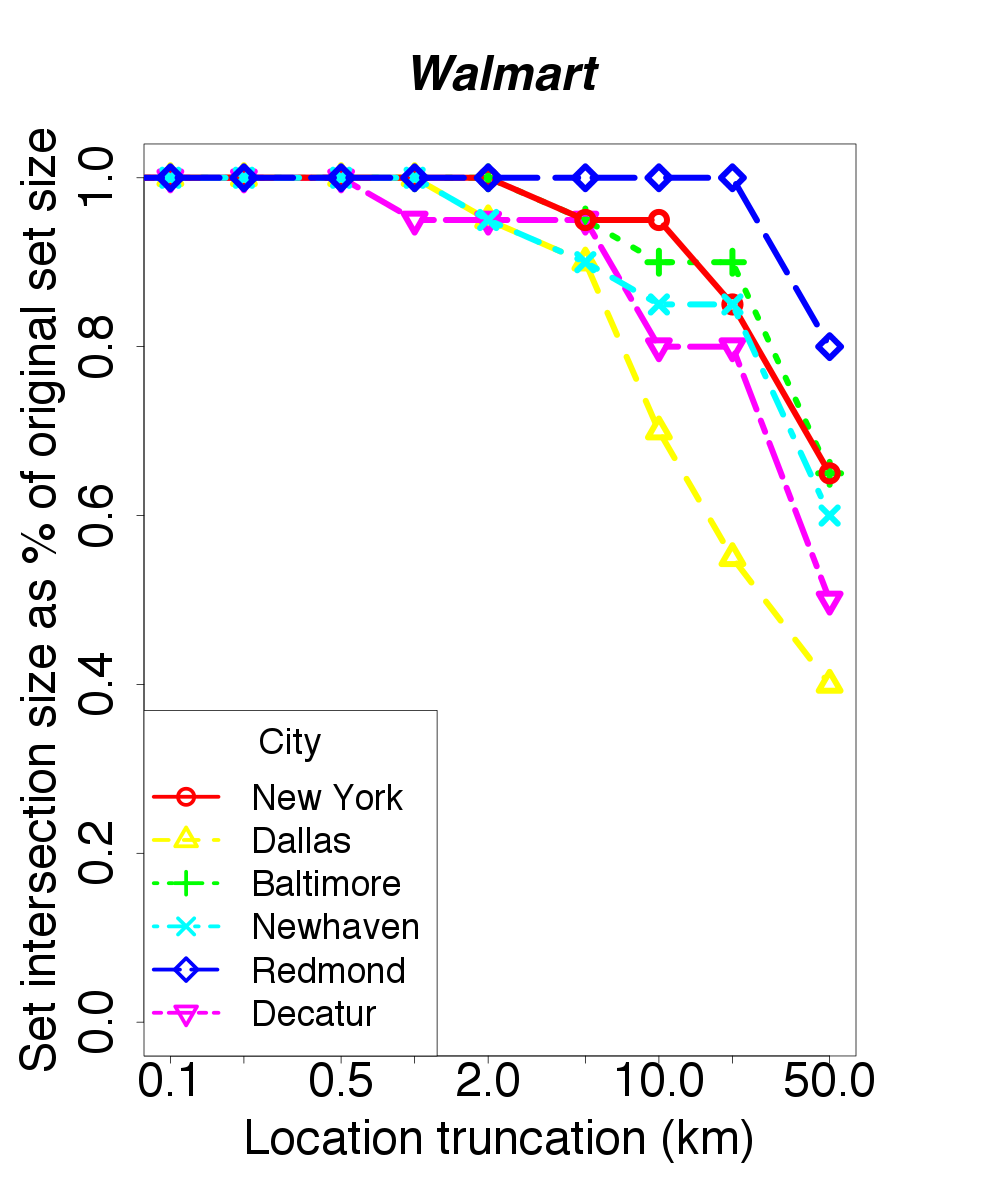 Walmart
Set intersection size as % of original set size
1.0
0.8
0.6
0.4
0.2
0.0
City
New York
Dallas
Baltimore
Newhaven
Redmond
Decatur
0.1 0.5 2.0 10.0 50.0
Location truncation (km)